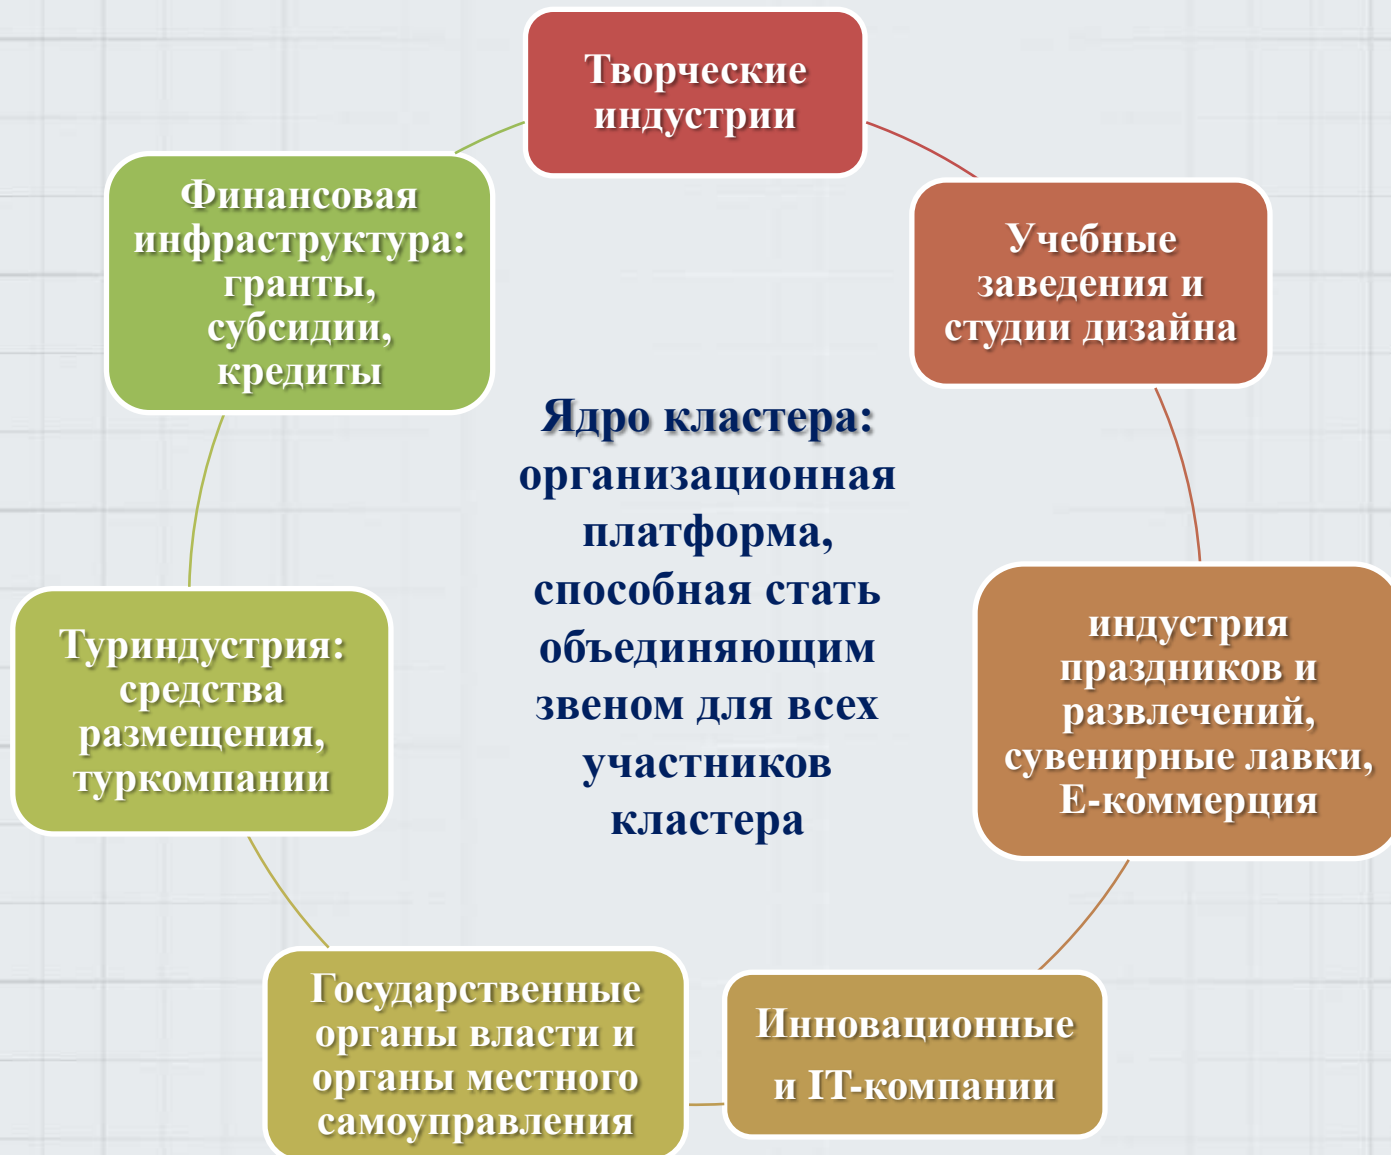 Творческие
индустрии
Учебные
заведения и
студии дизайна
индустрия
праздников и
развлечений,
сувенирные лавки,
Е-коммерция
Инновационные
и IT-компании
Государственные
органы власти и
органы местного
самоуправления
Туриндустрия:
средства
размещения,
туркомпании
Финансовая
инфраструктура:
гранты,
субсидии,
кредиты
Ядро кластера:
организационная
платформа,
способная стать
объединяющим
звеном для всех
участников
кластера